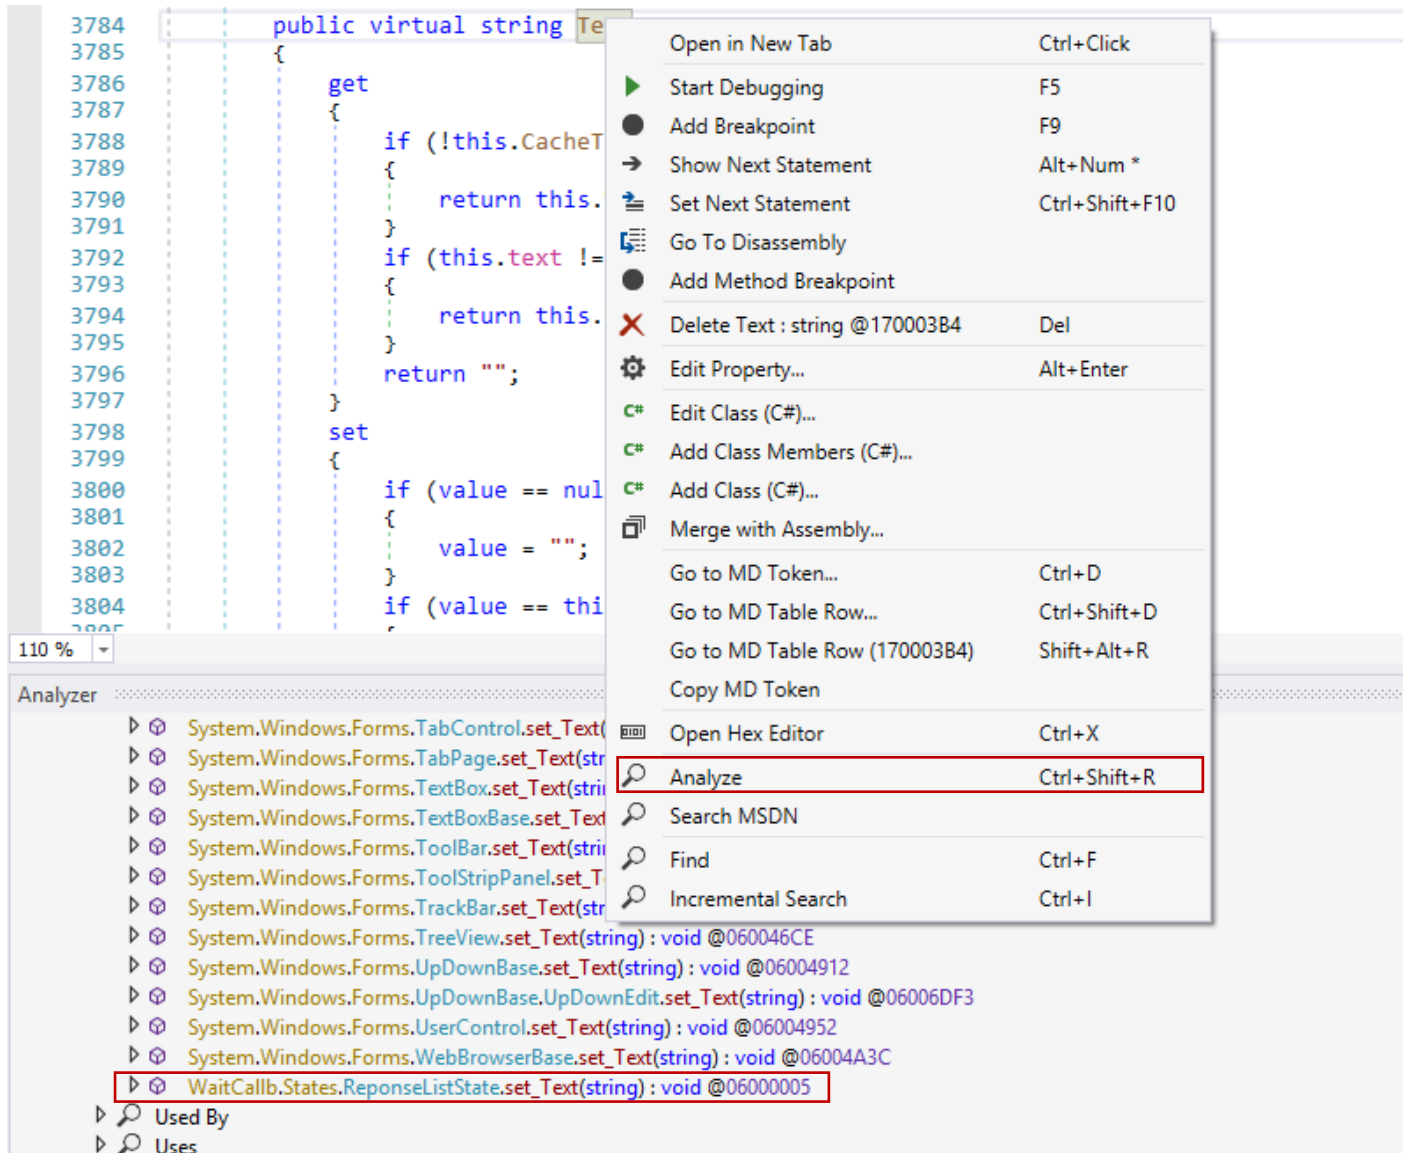 3784 public virtual string Te
3785 {
3786 get
3787 {
3788 if (!this.CacheT
3789 {
3790 return this.
3791 }
3792 if (this.text !=
3793 {
3794 return this.
3795 }
3796 return "";
3797 }
3798 set
3799 {
3800 if (value == nul
3801 {
3802 value = "";
3803 }
3804 if (value == thi
3805 {
110 %
Open in New Tab Ctrl+Click
Start Debugging F5
Add Breakpoint F9
Show Next Statement Alt+Num *
Set Next Statement Ctrl+Shift+F10
Go To Disassembly
Add Method Breakpoint
Delete Text : string @170003B4 Del
Edit Property... Alt+Enter
C# Edit Class (C#)...
C# Add Class Members (C#)...
C# Add Class (C#)...
Merge with Assembly...
Go to MD Token... Ctrl+D
Go to MD Table Row... Ctrl+Shift+D
Go to MD Table Row (170003B4) Shift+Alt+R
Copy MD Token
Open Hex Editor Ctrl+X
Analyze Ctrl+Shift+R
Search MSDN
Find Ctrl+F
Incremental Search Ctrl+I
Analyzer
System.Windows.Forms.TabControl.set_Text(
System.Windows.Forms.TabPage.set_Text(str
System.Windows.Forms.TextBox.set_Text(stri
System.Windows.Forms.TextBoxBase.set_Text
System.Windows.Forms.ToolBar.set_Text(stri
System.Windows.Forms.ToolStripPanel.set_T
System.Windows.Forms.TrackBar.set_Text(str
System.Windows.Forms.TreeView.set_Text(string) : void @060046CE
System.Windows.Forms.UpDownBase.set_Text(string) : void @06004912
System.Windows.Forms.UpDownBase.UpDownEdit.set_Text(string) : void @06006DF3
System.Windows.Forms.UserControl.set_Text(string) : void @06004952
System.Windows.Forms.WebBrowserBase.set_Text(string) : void @06004A3C
WaitCallb.States.ReponseListState.set_Text(string) : void @06000005
Used By
Uses